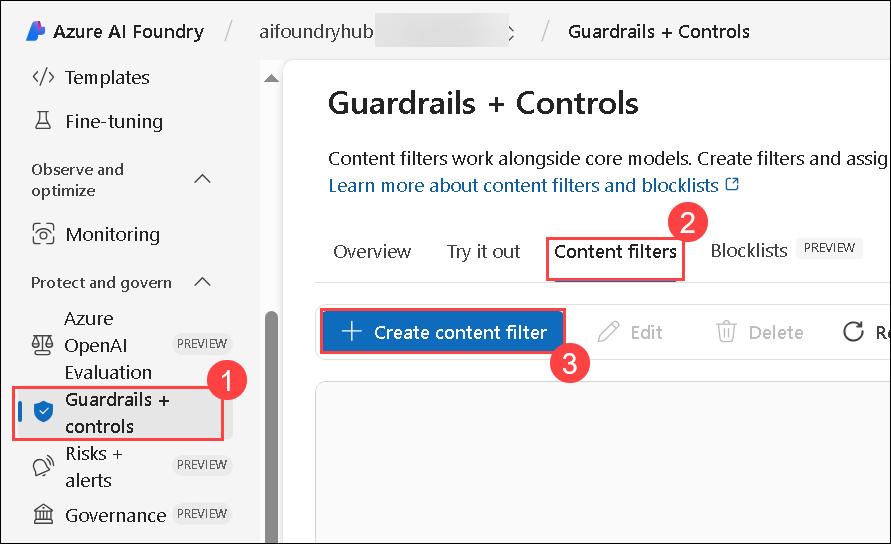 Azure AI Foundry / aifoundryhub / Guardrails + Controls
Templates
Fine-tuning
Observe and
optimize
Monitoring
Protect and govern
Azure
OpenAI
Evaluation
PREVIEW
1
Guardrails +
controls
Risks +
alerts
PREVIEW
Governance PREVIEW
Guardrails + Controls
Content filters work alongside core models. Create filters and assig
Learn more about content filters and blocklists
2
Overview Try it out Content filters Blocklists PREVIEW
+ Create content filter Edit Delete Re
3